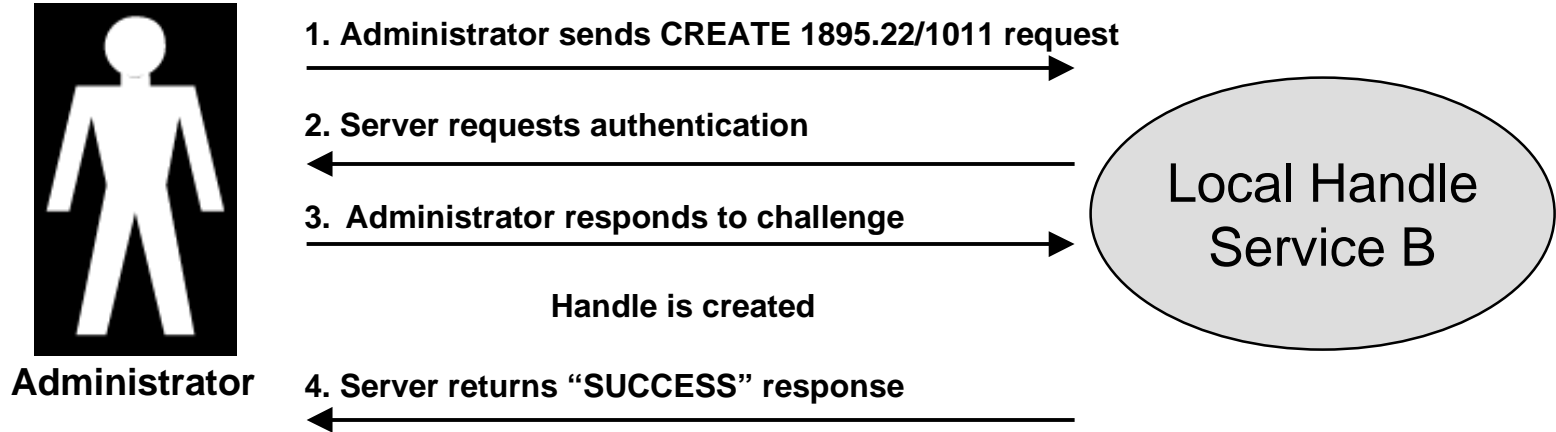 1. Administrator sends CREATE 1895.22/1011 request
2. Server requests authentication
3. Administrator responds to challenge
Handle is created
4. Server returns “SUCCESS” response
Administrator
Local Handle
Service B